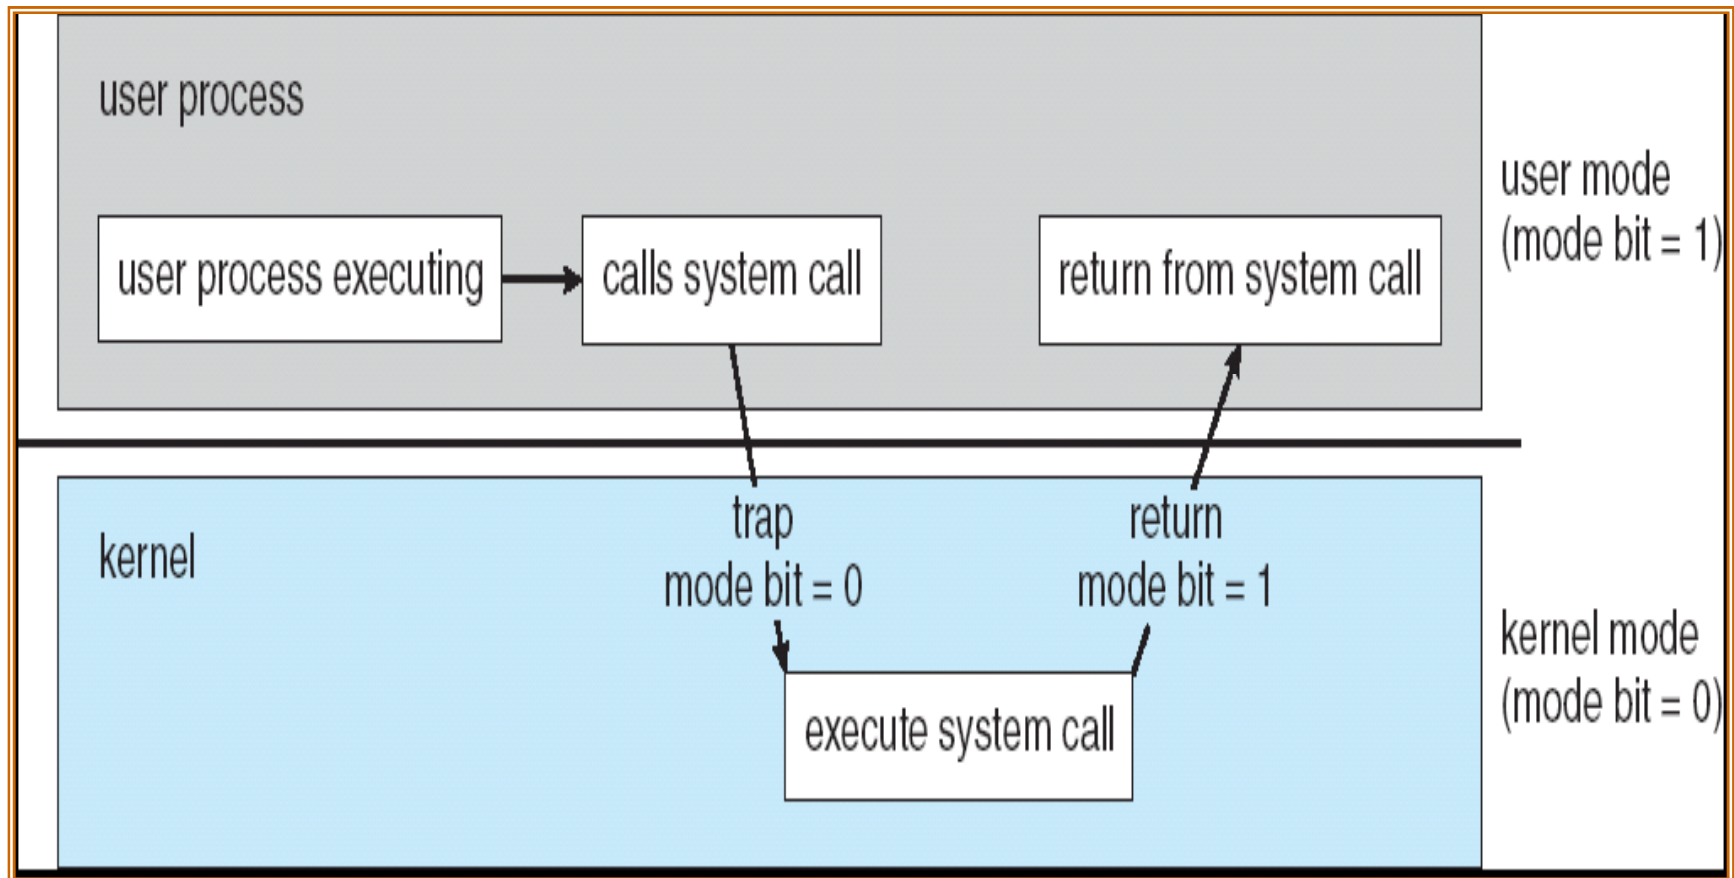 user process
user process executing
calls system call
return from system call
user mode
(mode bit = 1)
kernel
trap
mode bit = 0
return
mode bit = 1
execute system call
kernel mode
(mode bit = 0)